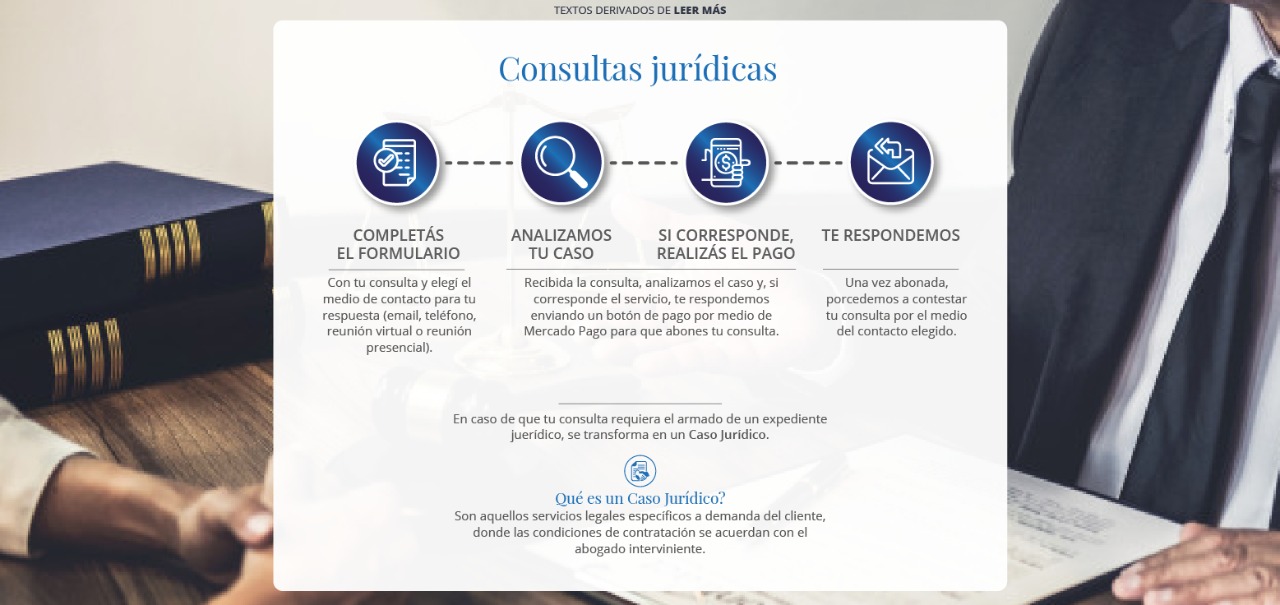 TEXTOS DERIVADOS DE LEER MÁS
Consultas jurídicas
COMPLETÁS
EL FORMULARIO
Con tu consulta y elegí el
medio de contacto para tu
respuesta (email, teléfono,
reunión virtual o reunión
presencial).
ANALIZAMOS
TU CASO
SI CORRESPONDE,
REALIZÁS EL PAGO
Recibida la consulta, analizamos el caso y, si
corresponde el servicio, te respondemos
enviando un botón de pago por medio de
Mercado Pago para que abones tu consulta.
TE RESPONDEMOS
Una vez abonada,
porcedemos a contestar
tu consulta por el medio
del contacto elegido.
En caso de que tu consulta requiera el armado de un expediente
juerídico, se transforma en un Caso Jurídico.
Qué es un Caso Jurídico?
Son aquellos servicios legales específicos a demanda del cliente,
donde las condiciones de contratación se acuerdan con el
abogado interviniente.